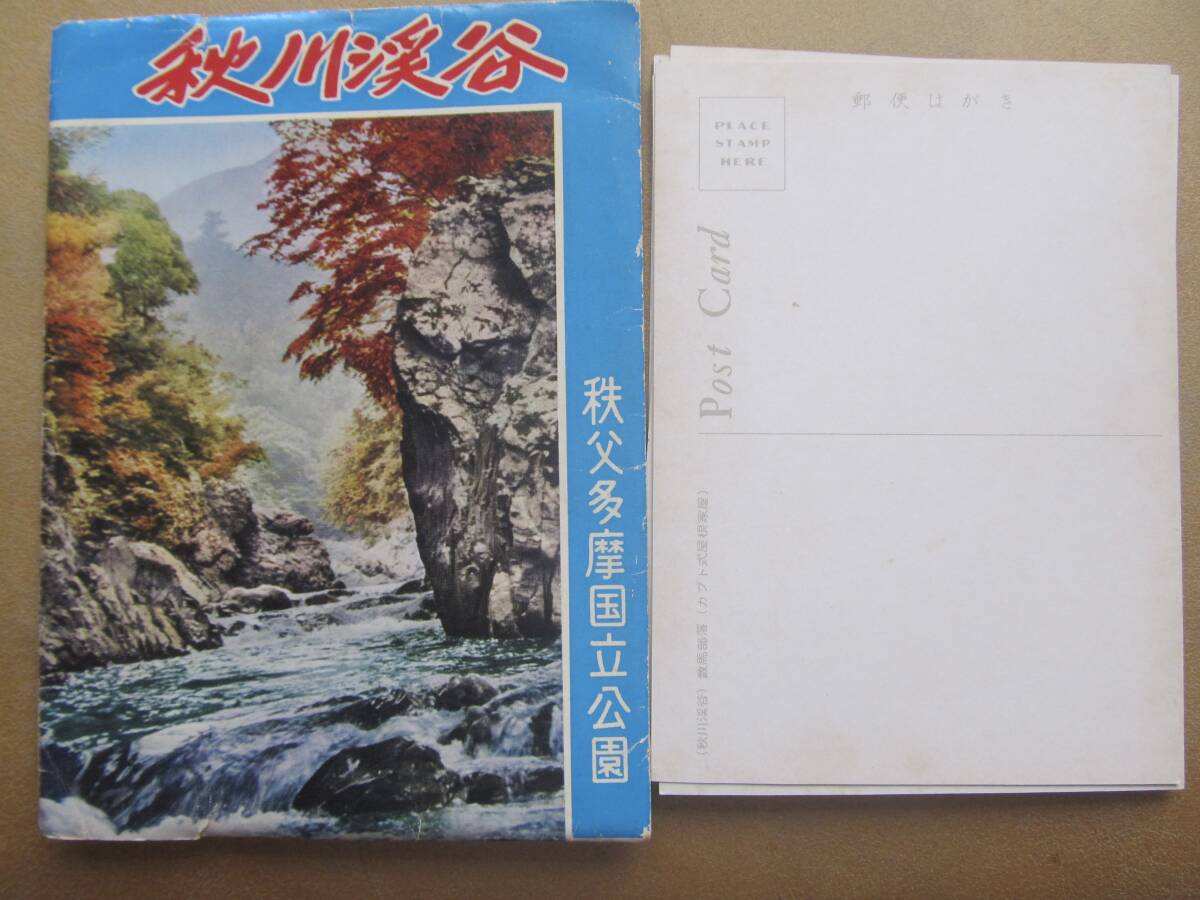 秋川渓谷
秩父多摩国立公園
郵便はがき
PLACE
STAMP
HERE
Post Card
(秋川渓谷) 数馬部落 (カブト式屋根家屋)